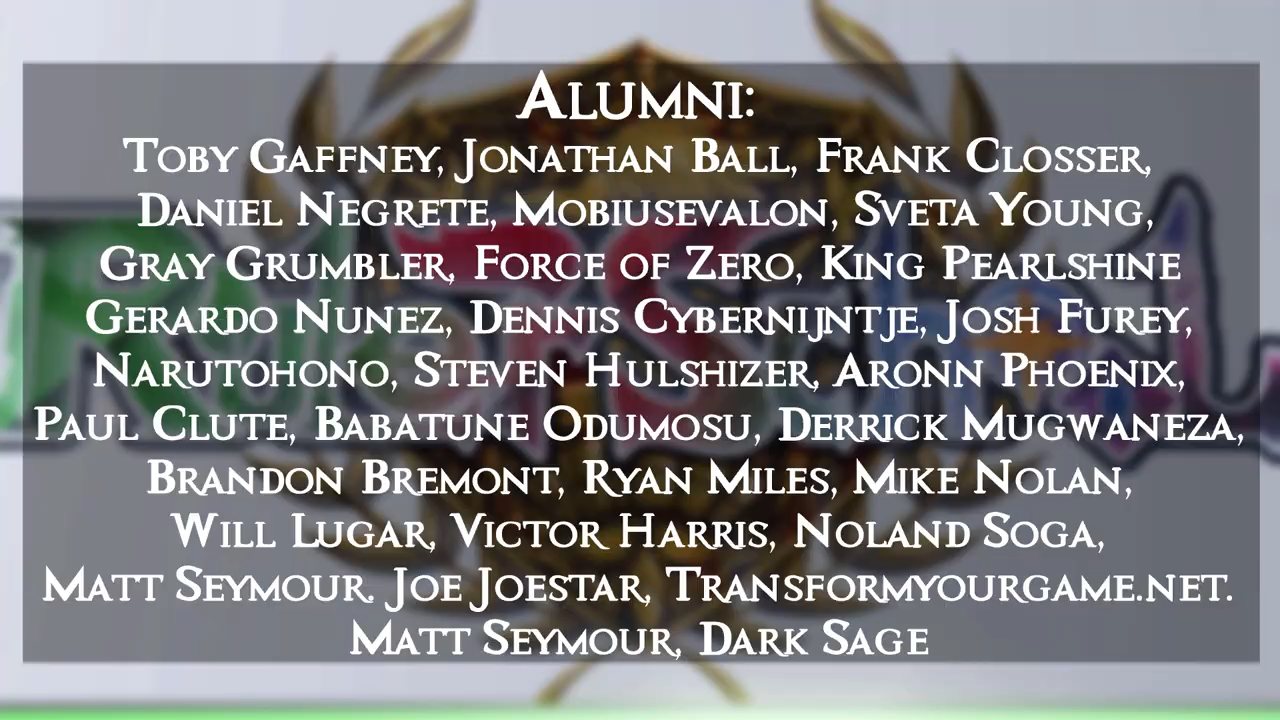 Alumni:
Toby Gaffney, Jonathan Ball, Frank Closser,
Daniel Negrete, Mobiusevalon, Sveta Young,
Gray Grumbler, Force of Zero, King Pearlshine
Gerardo Nunez, Dennis Cybernijntje, Josh Furey,
Narutohono, Steven Hulshizer, Aronn Phoenix,
Paul Clute, Babatune Odumosu, Derrick Mugwaneza,
Brandon Bremont, Ryan Miles, Mike Nolan,
Will Lugar, Victor Harris, Noland Soga,
Matt Seymour. Joe Joestar, Transformyourgame.net.
Matt Seymour, Dark Sage